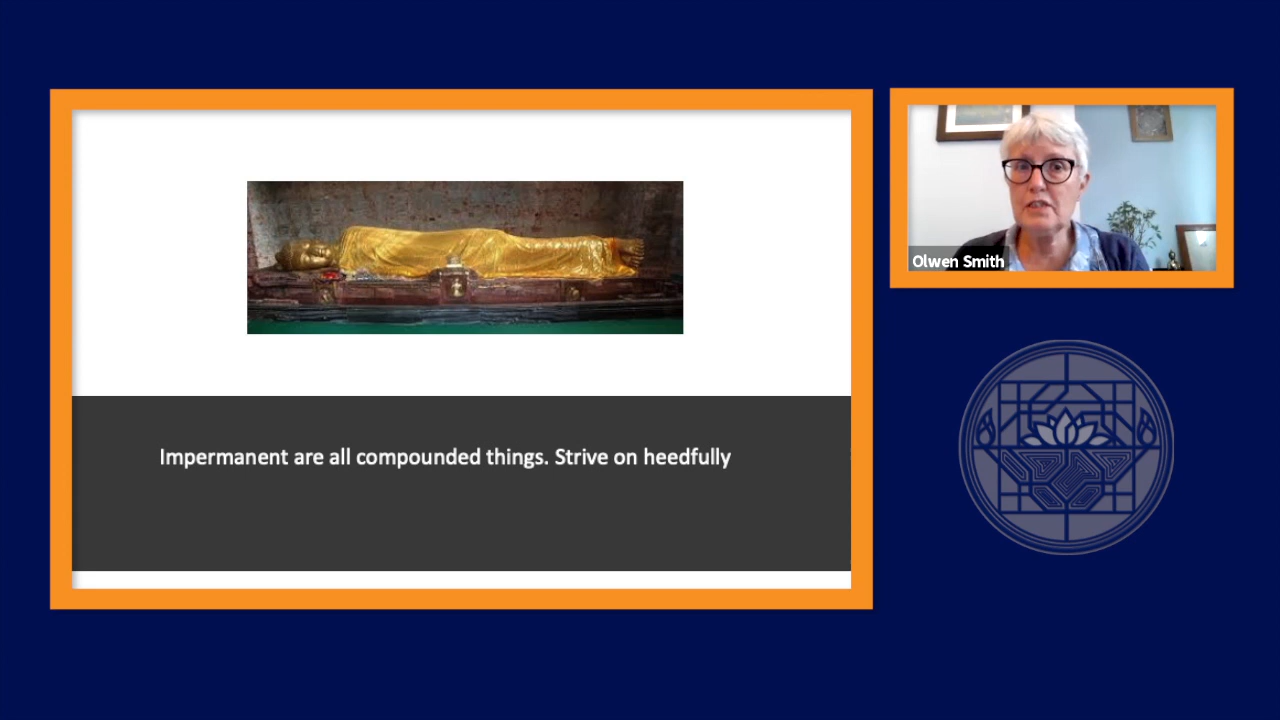 Impermanent are all compounded things. Strive on heedfully
Olwen Smith